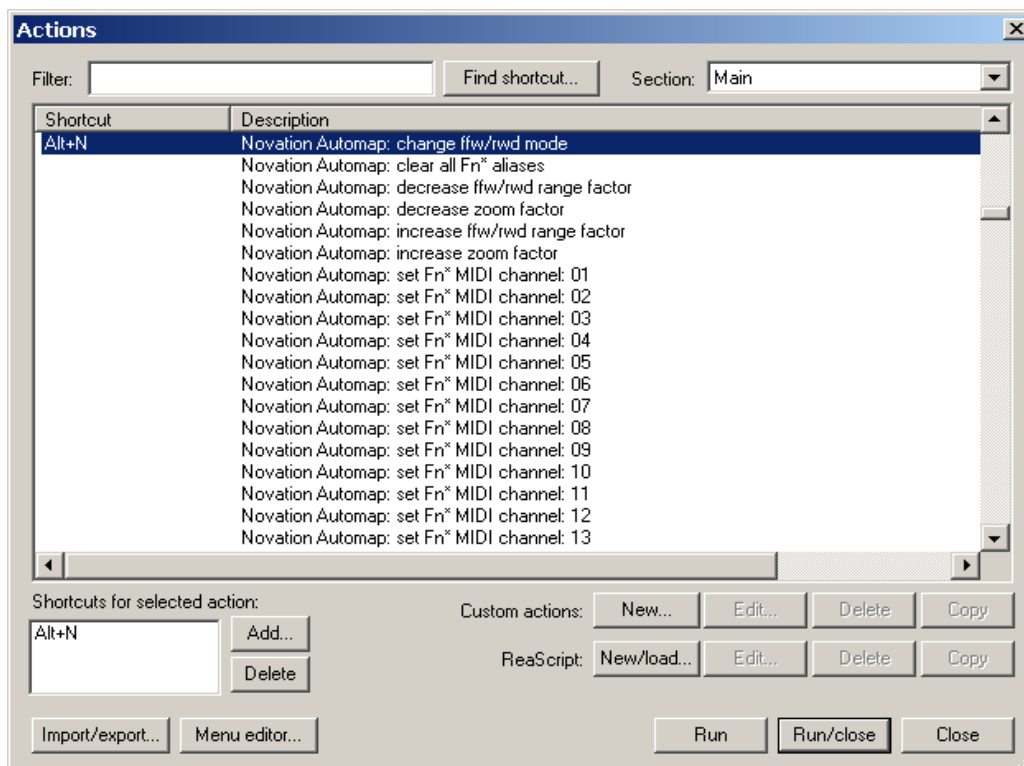 Actions
Filter: Find shortcut... Section: Main
Shortcut Description
Alt+N Novation Automap: change ffw/rwd mode
Novation Automap: clear all Fn* aliases
Novation Automap: decrease ffw/rwd range factor
Novation Automap: decrease zoom factor
Novation Automap: increase ffw/rwd range factor
Novation Automap: increase zoom factor
Novation Automap: set Fn* MIDI channel: 01
Novation Automap: set Fn* MIDI channel: 02
Novation Automap: set Fn* MIDI channel: 03
Novation Automap: set Fn* MIDI channel: 04
Novation Automap: set Fn* MIDI channel: 05
Novation Automap: set Fn* MIDI channel: 06
Novation Automap: set Fn* MIDI channel: 07
Novation Automap: set Fn* MIDI channel: 08
Novation Automap: set Fn* MIDI channel: 09
Novation Automap: set Fn* MIDI channel: 10
Novation Automap: set Fn* MIDI channel: 11
Novation Automap: set Fn* MIDI channel: 12
Novation Automap: set Fn* MIDI channel: 13
Shortcuts for selected action:
Alt+N Add... Custom actions: New... Edit... Delete Copy
Delete ReaScript: New/load... Edit... Delete Copy
Import/export... Menu editor... Run Run/close Close